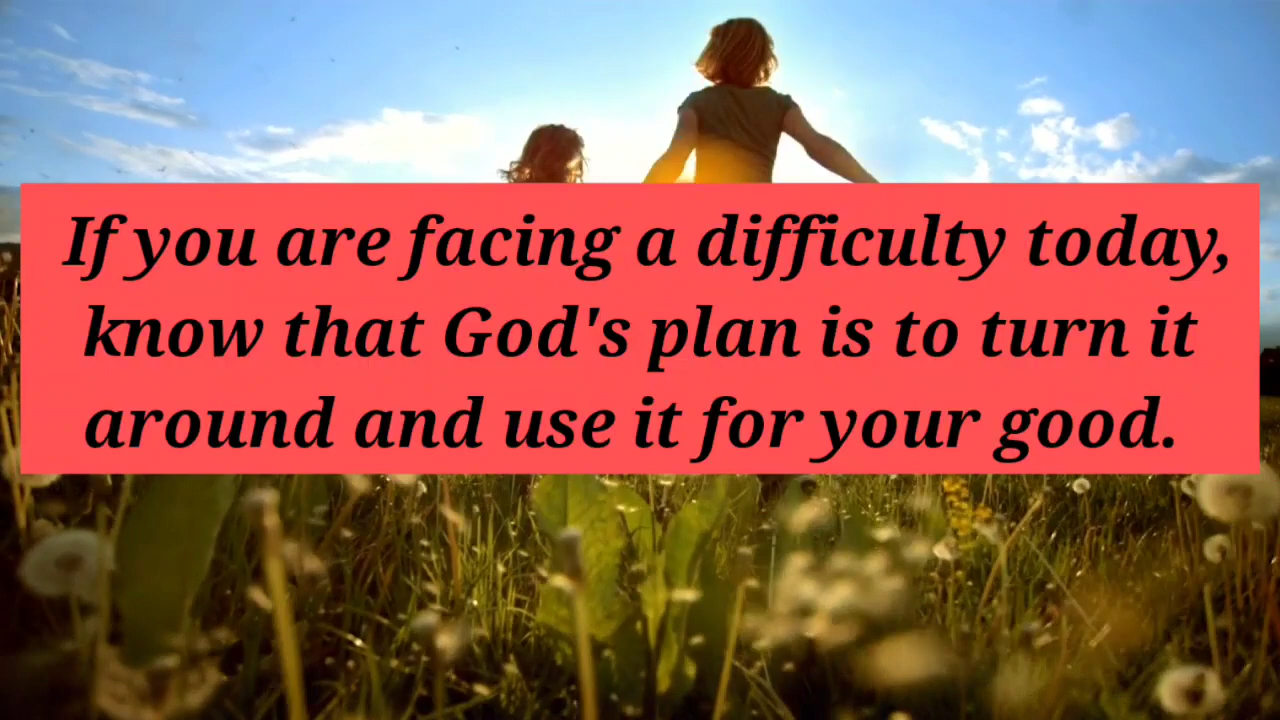 If you are facing a difficulty today,
know that God's plan is to turn it
around and use it for your good.